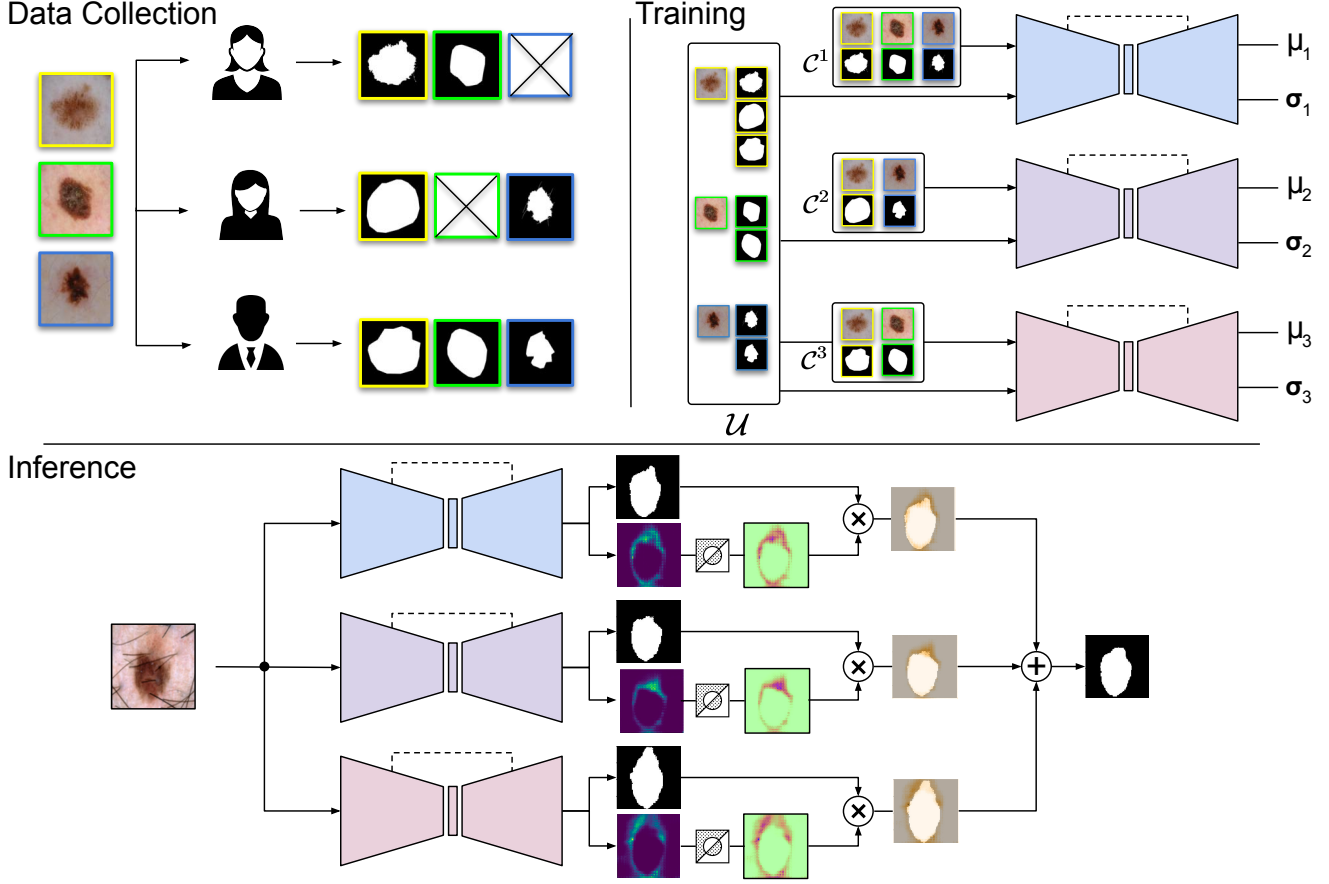 Data Collection
Training
𝒞¹
μ₁
σ₁
𝒞²
μ₂
σ₂
𝒞³
μ₃
σ₃
𝒰
Inference